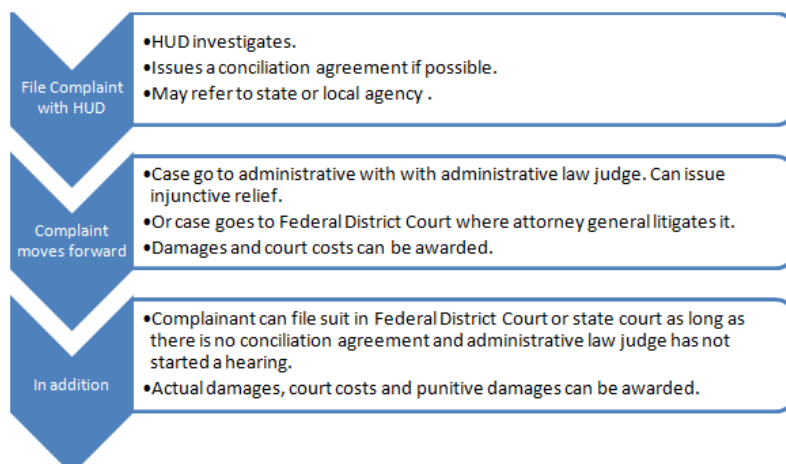 File Complaint
with HUD
•HUD investigates.
•Issues a conciliation agreement if possible.
•May refer to state or local agency .
Complaint
moves forward
•Case go to administrative with with administrative law judge. Can issue
injunctive relief.
•Or case goes to Federal District Court where attorney general litigates it.
•Damages and court costs can be awarded.
In addition
•Complainant can file suit in Federal District Court or state court as long as
there is no conciliation agreement and administrative law judge has not
started a hearing.
•Actual damages, court costs and punitive damages can be awarded.